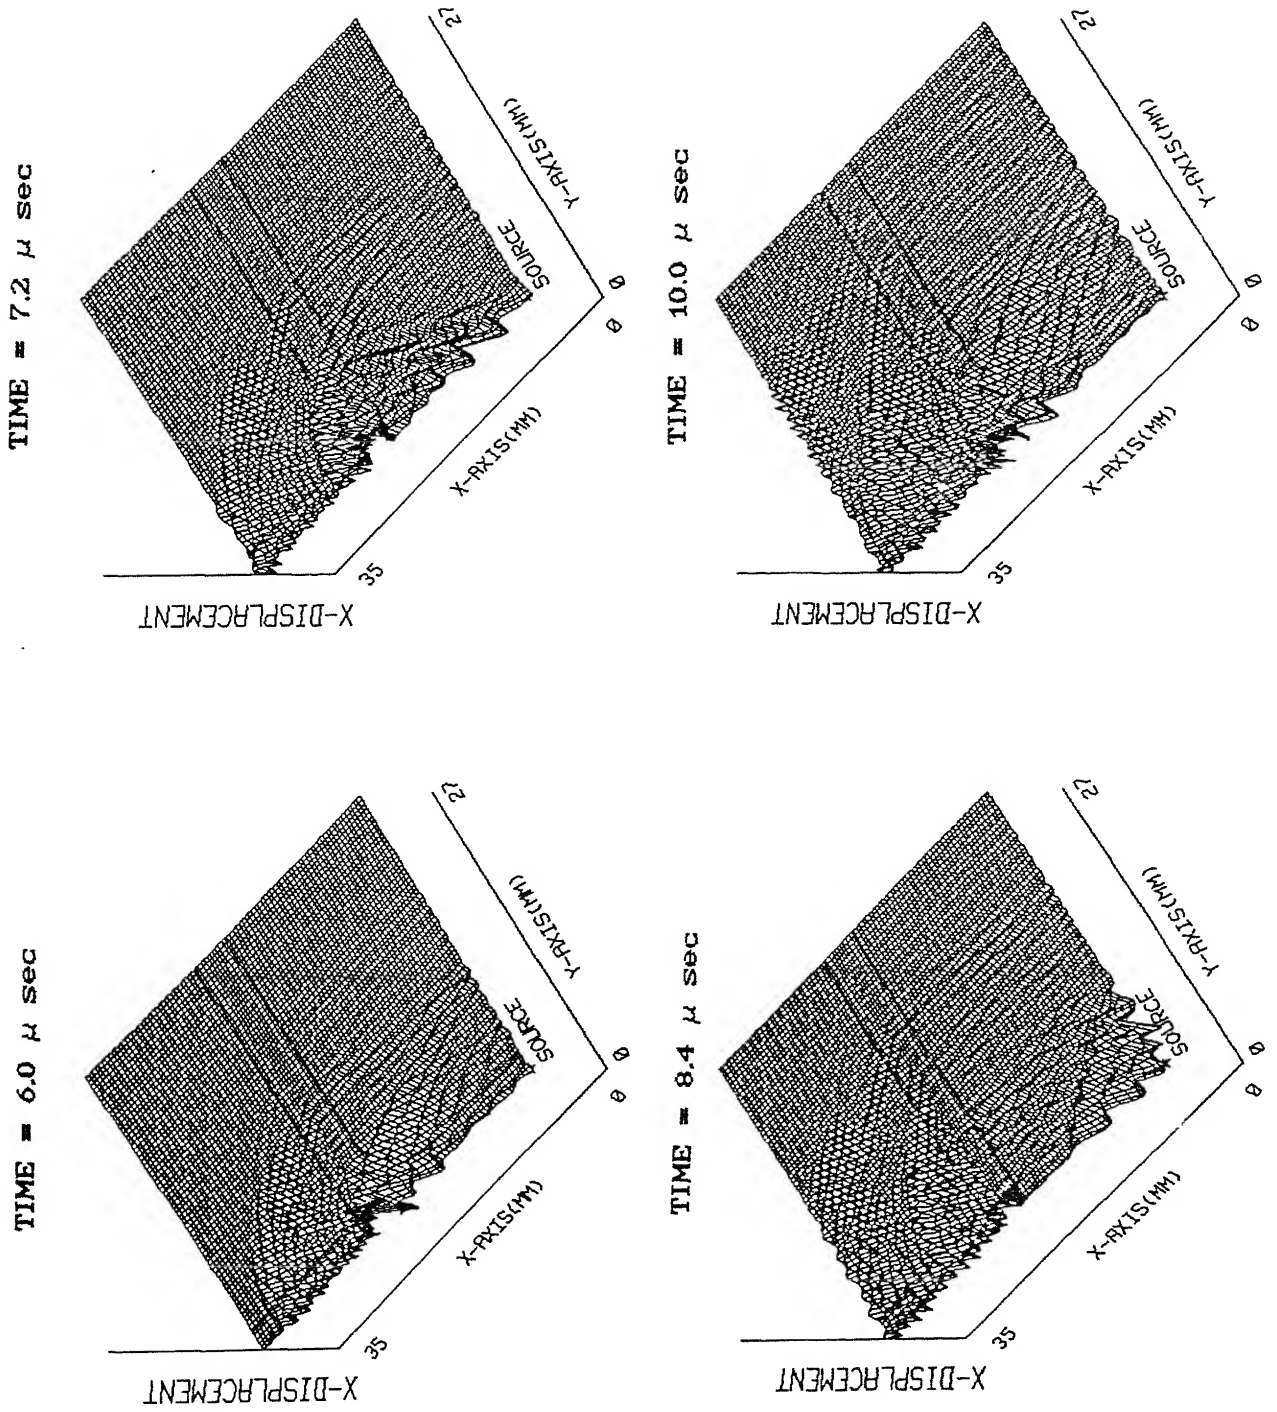 TIME = 6.0 μ sec
X-DISPLACEMENT
35
X-AXIS(MM)
0
0
Y-AXIS(MM)
27
SOURCE
TIME = 7.2 μ sec
X-DISPLACEMENT
35
X-AXIS(MM)
0
0
Y-AXIS(MM)
27
SOURCE
TIME = 8.4 μ sec
X-DISPLACEMENT
35
X-AXIS(MM)
0
0
Y-AXIS(MM)
27
SOURCE
TIME = 10.0 μ sec
X-DISPLACEMENT
35
X-AXIS(MM)
0
0
Y-AXIS(MM)
27
SOURCE